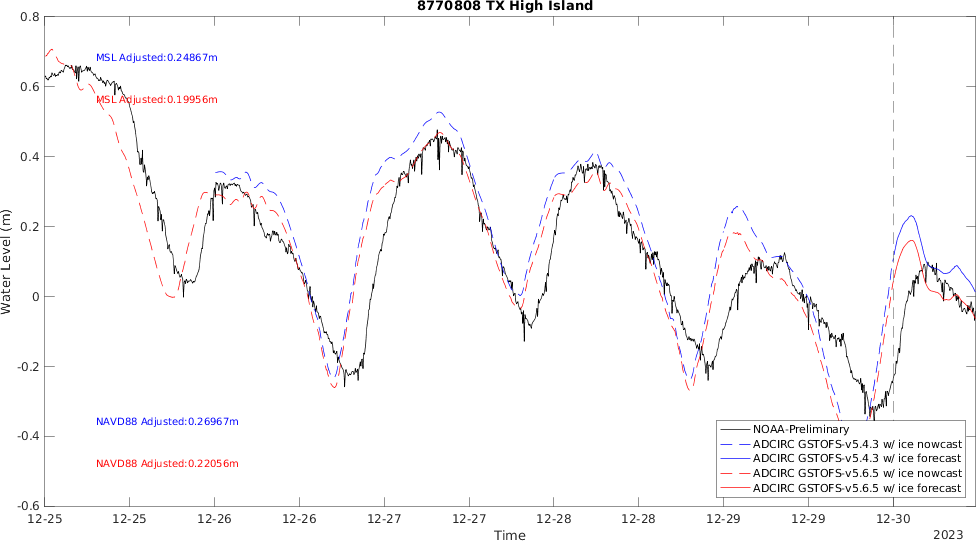 8770808 TX High Island
0.8
0.6
0.4
0.2
0
-0.2
-0.4
-0.6
Water Level (m)
MSL Adjusted:0.24867m
MSL Adjusted:0.19956m
NAVD88 Adjusted:0.26967m
NAVD88 Adjusted:0.22056m
NOAA-Preliminary
ADCIRC GSTOFS-v5.4.3 w/ ice nowcast
ADCIRC GSTOFS-v5.4.3 w/ ice forecast
ADCIRC GSTOFS-v5.6.5 w/ ice nowcast
ADCIRC GSTOFS-v5.6.5 w/ ice forecast
12-25 12-25 12-26 12-26 12-27 12-27 12-28 12-28 12-29 12-29 12-30
Time
2023